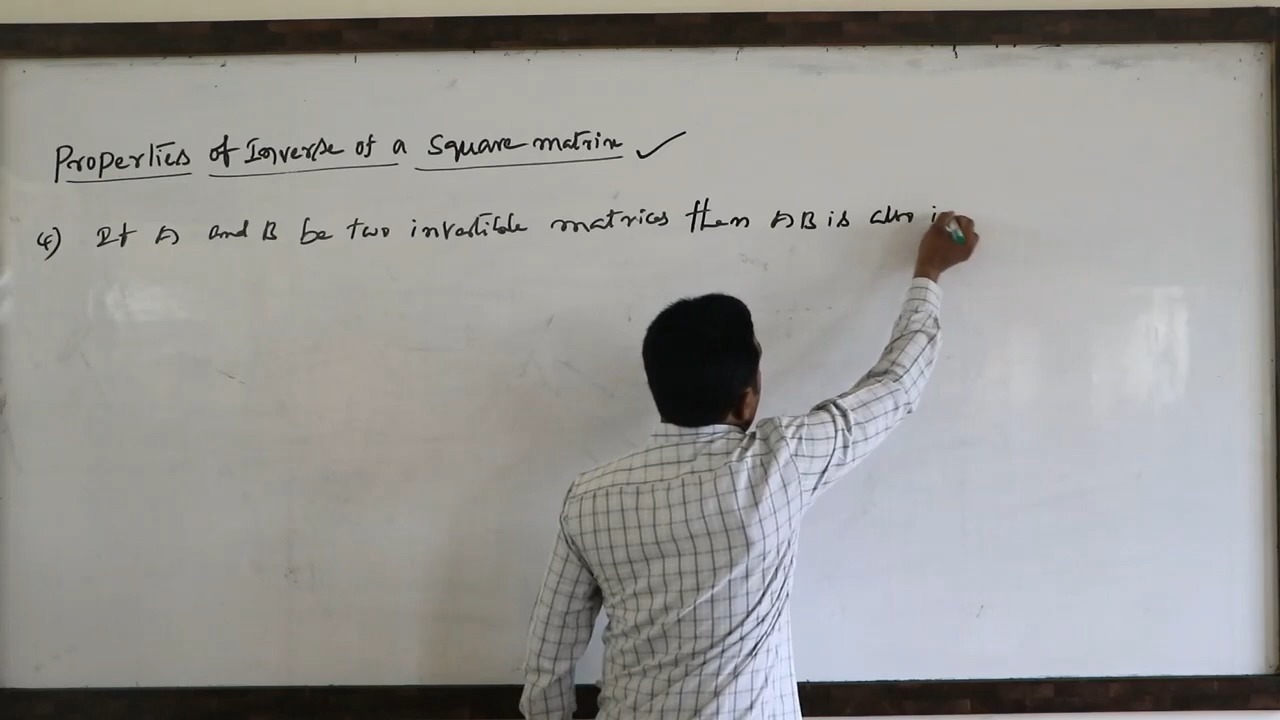 Properties of Inverse of a Square matrix ✓
4) If A and B be two invertible matrices then AB is also i